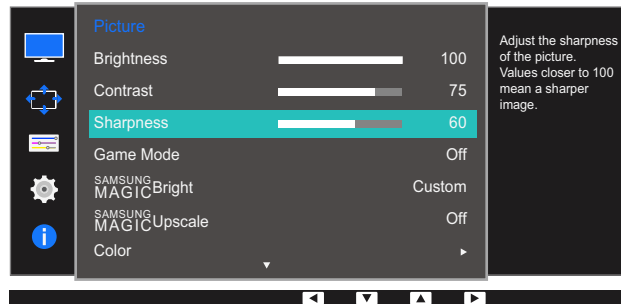 Picture
Brightness 100
Contrast 75
Sharpness 60
Game Mode Off
SAMSUNG
MAGICBright Custom
SAMSUNG
MAGICUpscale Off
Color
Adjust the sharpness
of the picture.
Values closer to 100
mean a sharper
image.